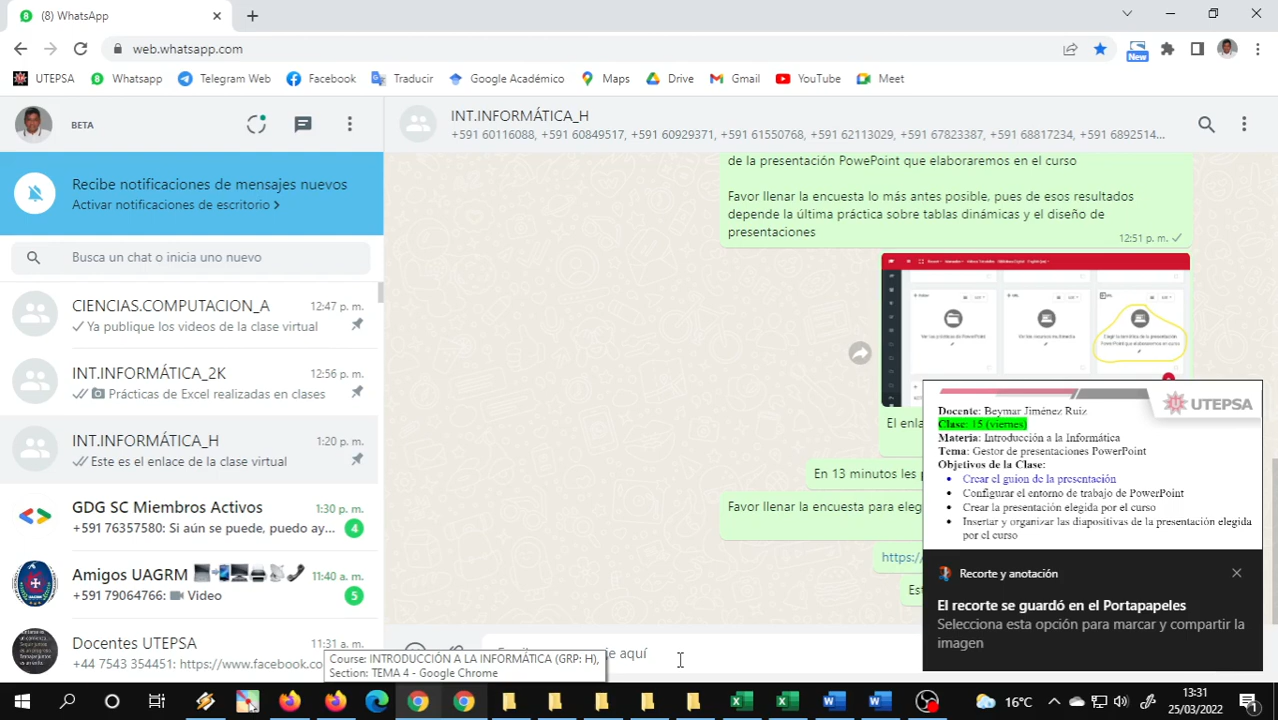 (8) WhatsApp
web.whatsapp.com
New
UTEPSA Whatsapp Telegram Web Facebook Traducir Google Académico Maps Drive Gmail YouTube Meet
BETA
Recibe notificaciones de mensajes nuevos
Activar notificaciones de escritorio >
Busca un chat o inicia uno nuevo
CIENCIAS.COMPUTACION_A 12:47 p. m.
Ya publique los videos de la clase virtual
INT.INFORMÁTICA_2K 12:56 p. m.
Prácticas de Excel realizadas en clases
INT.INFORMÁTICA_H 1:20 p. m.
Este es el enlace de la clase virtual
GDG SC Miembros Activos 1:30 p. m.
+591 76357580: Si aún se puede, puedo ay... 4
Amigos UAGRM 11:40 a. m.
+591 79064766: Video 5
Docentes UTEPSA 11:31 a. m.
+44 7543 354451: https://www.facebook.co
INT.INFORMÁTICA_H
+591 60116088, +591 60849517, +591 60929371, +591 61550768, +591 62113029, +591 67823387, +591 68817234, +591 6892514...
de la presentación PowePoint que elaboraremos en el curso
Favor llenar la encuesta lo más antes posible, pues de esos resultados
depende la última práctica sobre tablas dinámicas y el diseño de
presentaciones
12:51 p. m.
El enla
En 13 minutos les p
Favor llenar la encuesta para eleg
https:/
Est
je aquí
Course: INTRODUCCIÓN A LA INFORMÁTICA (GRP: H),
Section: TEMA 4 - Google Chrome
UTEPSA
Docente: Beymar Jiménez Ruiz
Clase: 15 (viernes)
Materia: Introducción a la Informática
Tema: Gestor de presentaciones PowerPoint
Objetivos de la Clase:
• Crear el guion de la presentación
• Configurar el entorno de trabajo de PowerPoint
• Crear la presentación elegida por el curso
• Insertar y organizar las diapositivas de la presentación elegida
por el curso
Recorte y anotación
El recorte se guardó en el Portapapeles
Selecciona esta opción para marcar y compartir la
imagen
16°C
13:31
25/03/2022
1